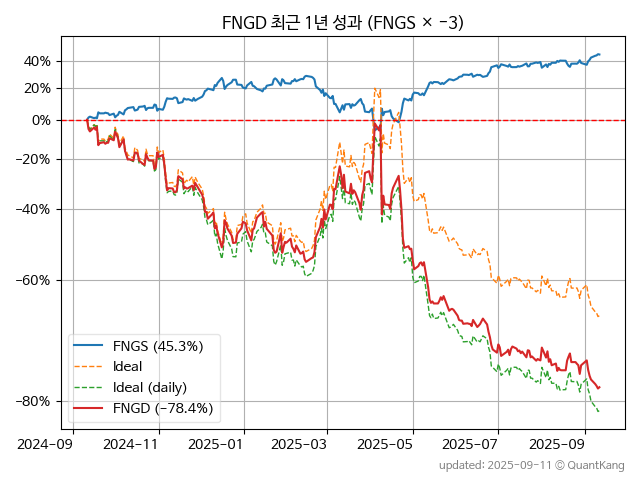 FNGD 최근 1년 성과 (FNGS × −3)
40%
20%
0%
−20%
−40%
−60%
−80%
FNGS (45.3%)
Ideal
Ideal (daily)
FNGD (−78.4%)
2024-09
2024-11
2025-01
2025-03
2025-05
2025-07
2025-09
updated: 2025-09-11 © QuantKang